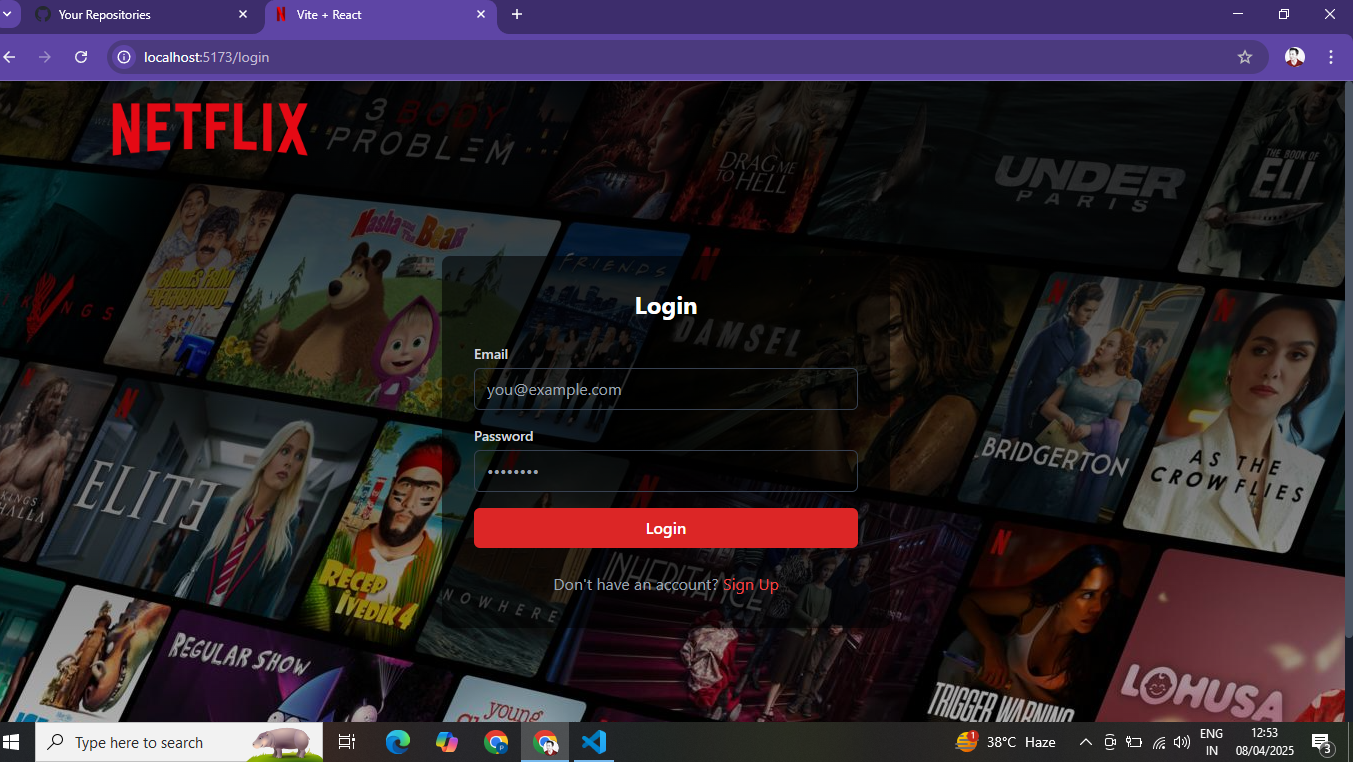 Your Repositories
Vite + React
localhost:5173/login
NETFLIX
3 BODY
PROBLEM
DRAG ME
TO HELL
UNDER
PARIS
THE BOOK OF
ELI
Masha and The Bear
FRIENDS
DAMSEL
Login
Email
you@example.com
Password
••••••••
Login
Don't have an account? Sign Up
BRIDGERTON
AS THE
CROW FLIES
ELITE
RECEP
İVEDİK 4
NOWHERE
INHERITANCE
REGULAR SHOW
young
TRIGGER WARNING
LOHUSA
Type here to search
1
38°C Haze
ENG
IN
12:53
08/04/2025
3